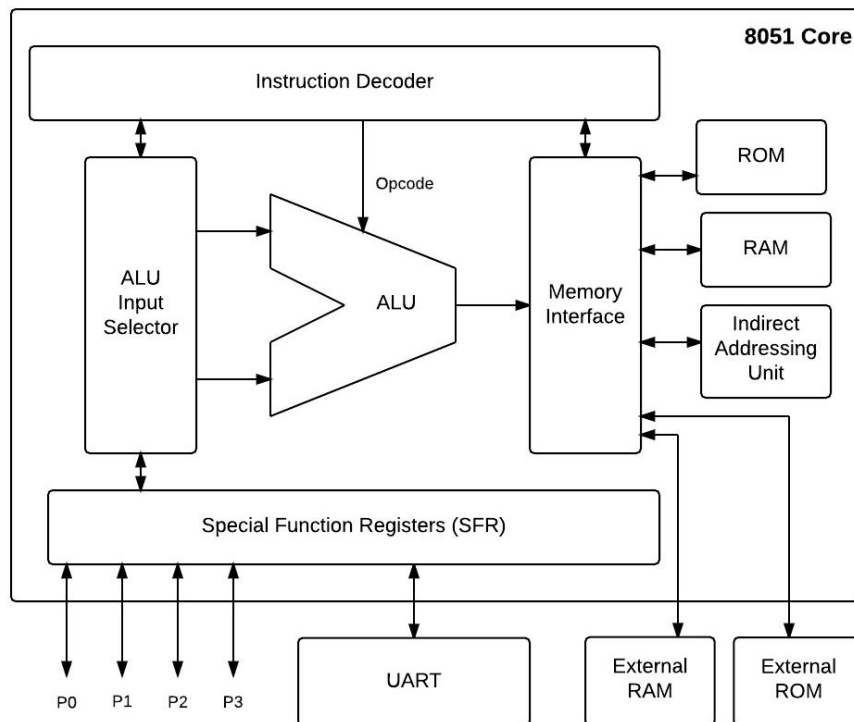 8051 Core
Instruction Decoder
Opcode
ROM
RAM
ALU
Input
Selector
ALU
Memory
Interface
Indirect
Addressing
Unit
Special Function Registers (SFR)
P0
P1
P2
P3
UART
External
RAM
External
ROM